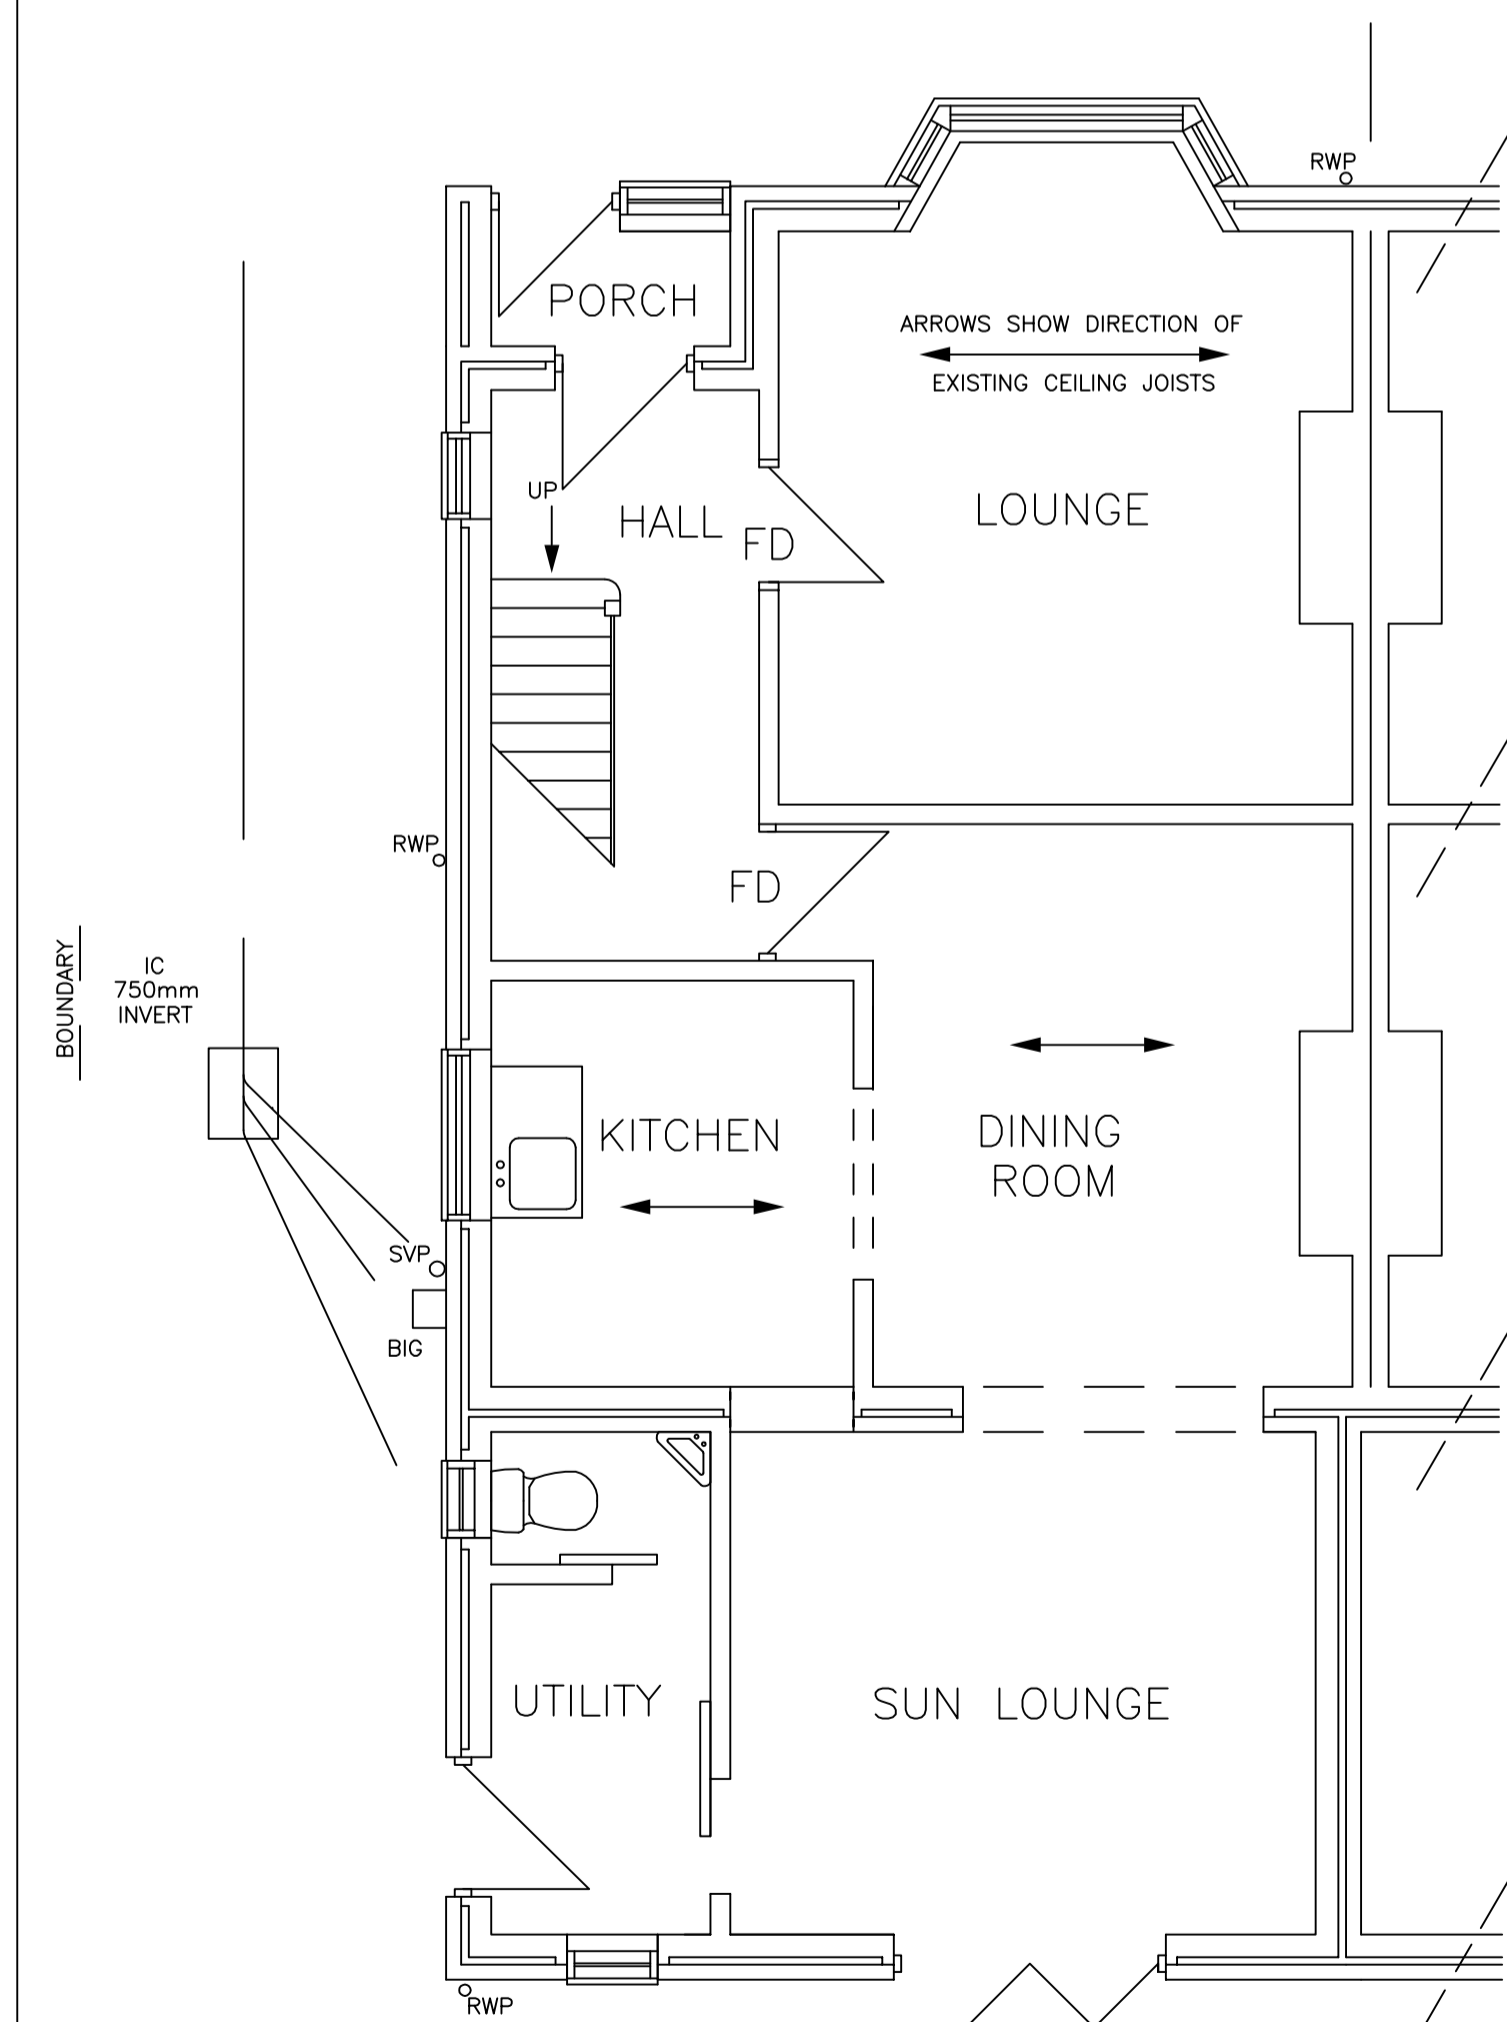 RWP
PORCH
ARROWS SHOW DIRECTION OF
EXISTING CEILING JOISTS
UP
HALL
FD
LOUNGE
RWP
FD
BOUNDARY
IC
750mm
INVERT
KITCHEN
DINING
ROOM
SVP
BIG
UTILITY
SUN LOUNGE
RWP